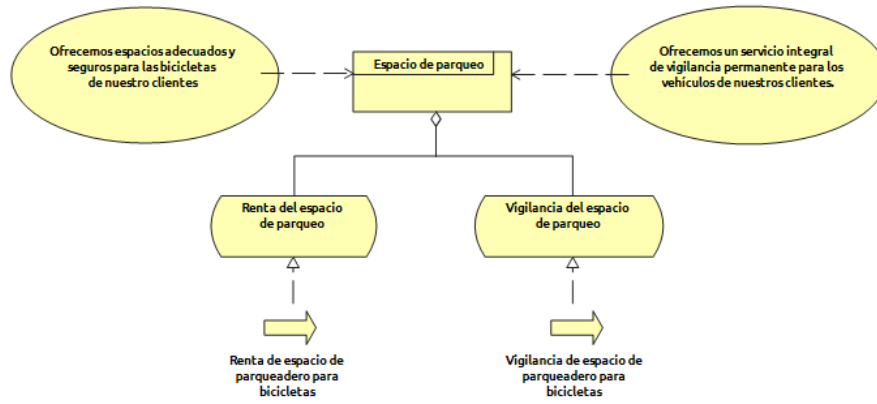 Ofrecemos espacios adecuados y
seguros para las bicicletas
de nuestro clientes
Espacio de parqueo
Ofrecemos un servicio integral
de vigilancia permanente para los
vehículos de nuestros clientes.
Renta del espacio
de parqueo
Vigilancia del espacio
de parqueo
Renta de espacio de
parqueadero para
bicicletas
Vigilancia de espacio de
parqueadero para
bicicletas